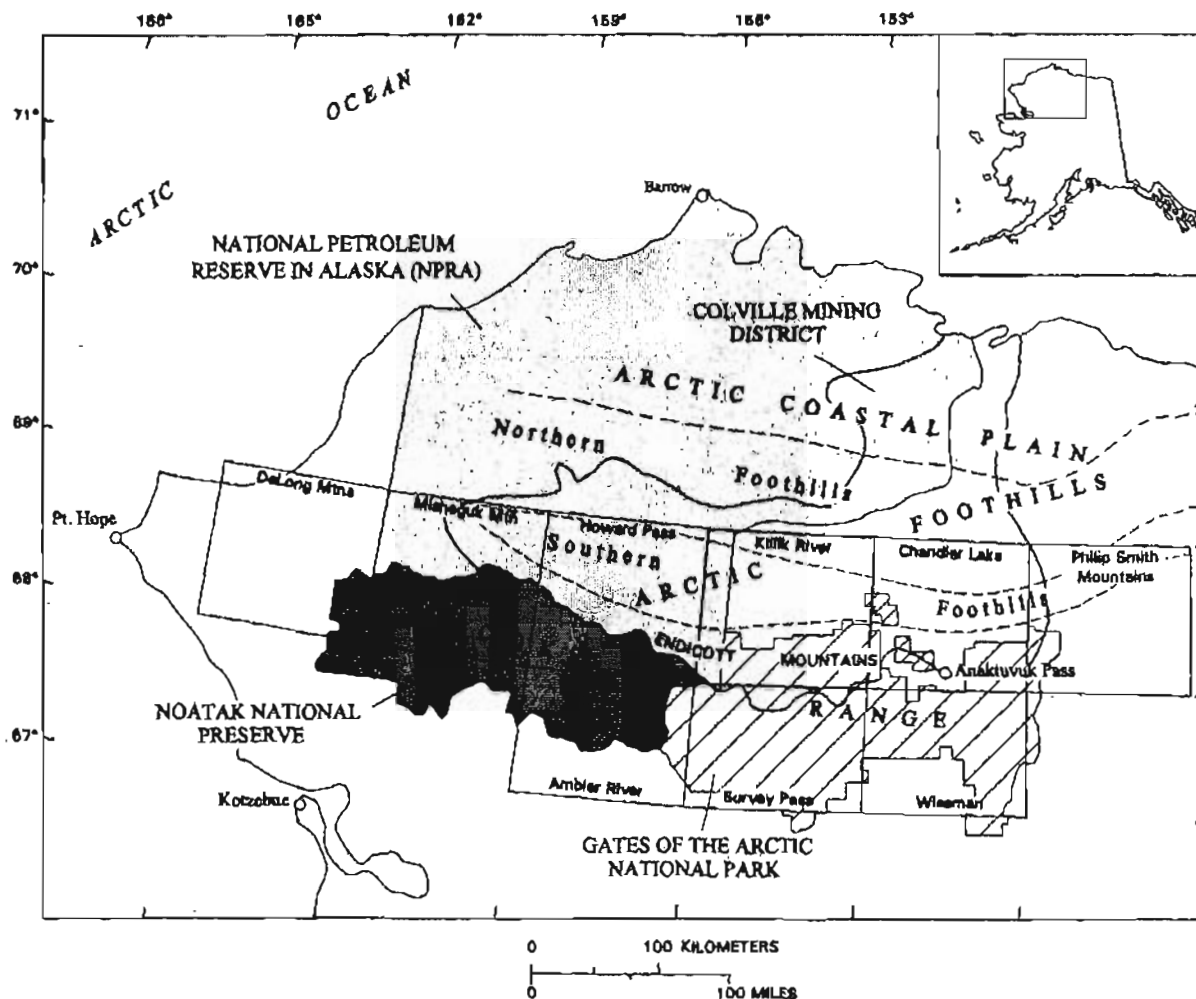 165°
162°
159°
156°
153°
OCEAN
ARCTIC
71°
Barrow
NATIONAL PETROLEUM
RESERVE IN ALASKA (NPRA)
70°
COLVILLE MINING
DISTRICT
ARCTIC COASTAL PLAIN
69°
Northern
Foothills
FOOTHILLS
DeLong Mtns
Misheguk Mtn
Howard Pass
Killik River
Chandler Lake
Philip Smith
Mountains
Pt. Hope
Southern
ARCTIC
Foothills
68°
ENDICOTT
MOUNTAINS
Anaktuvuk Pass
RANGE
NOATAK NATIONAL
PRESERVE
67°
Ambler River
Survey Pass
Wiseman
Kotzebue
GATES OF THE ARCTIC
NATIONAL PARK
0 100 KILOMETERS
0 100 MILES